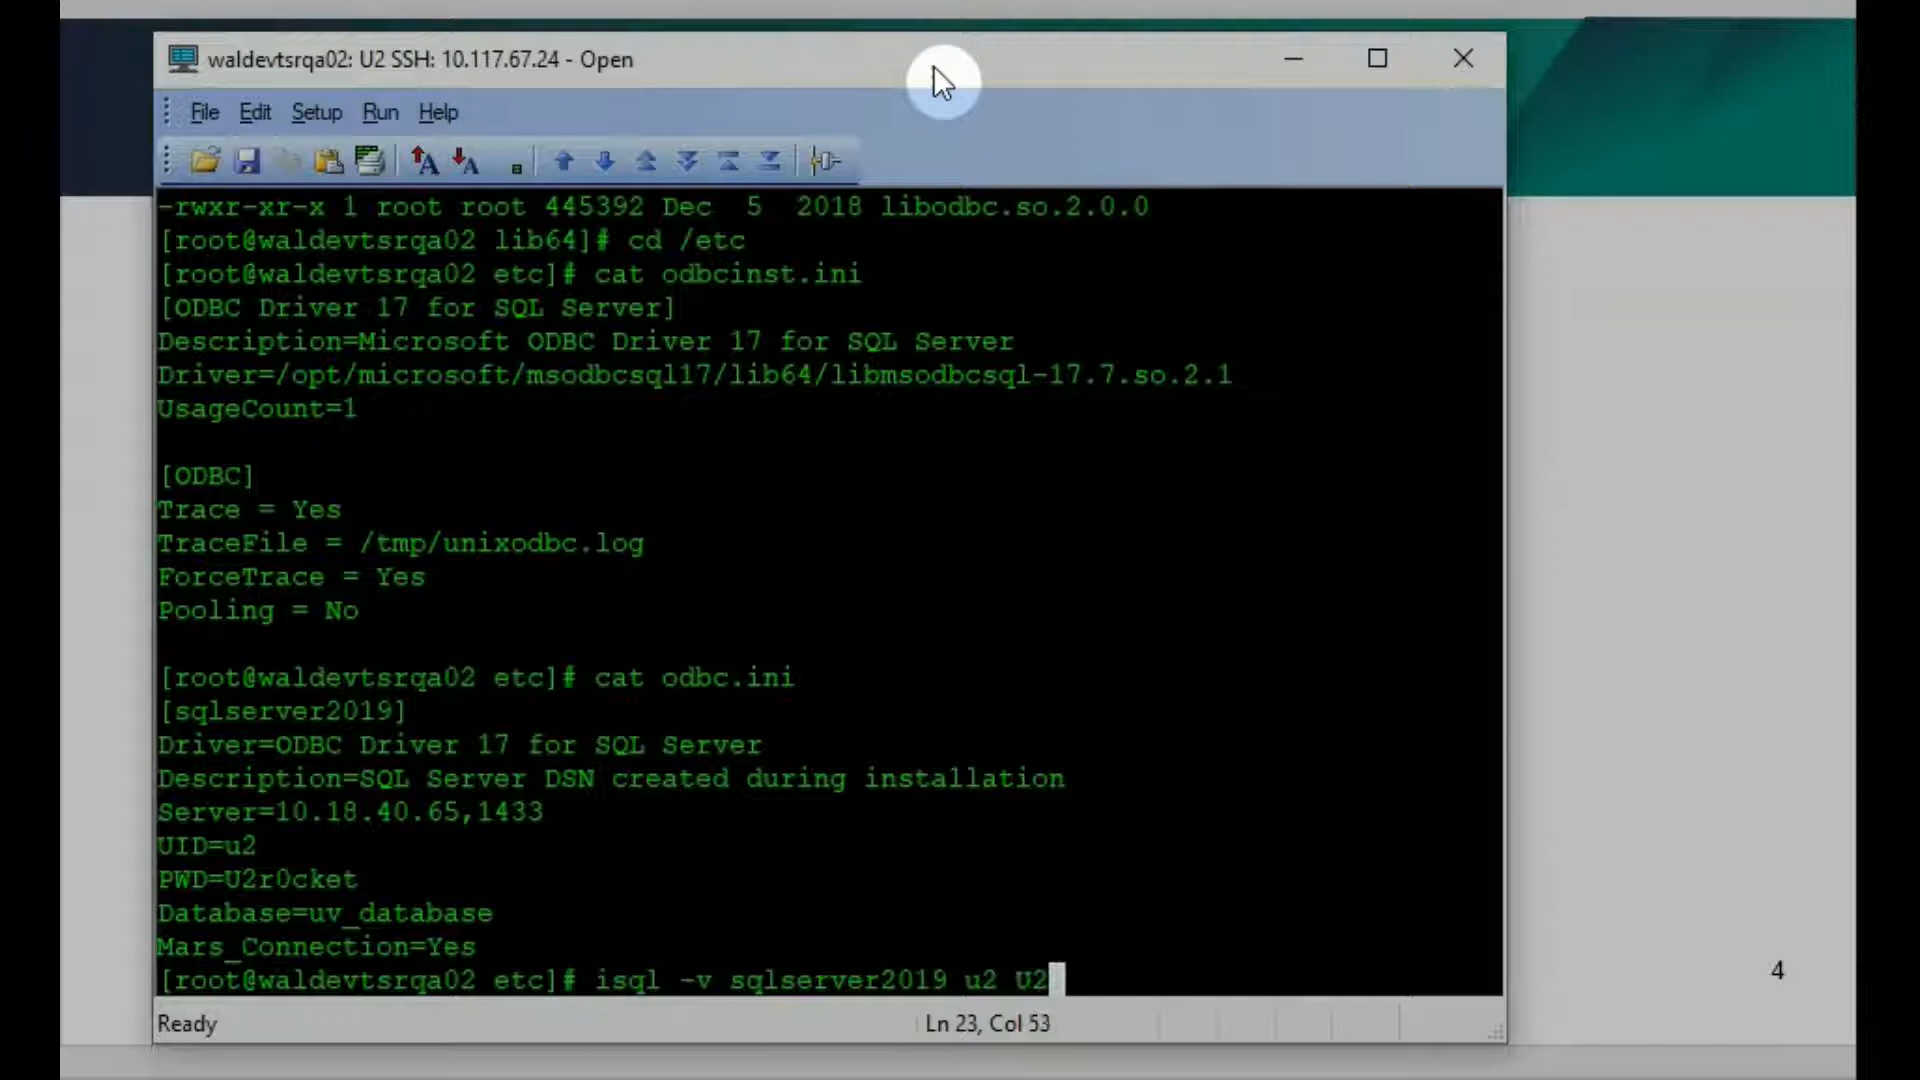 waldevtsrqa02: U2 SSH: 10.117.67.24 - Open
File Edit Setup Run Help
-rwxr-xr-x 1 root root 445392 Dec  5  2018 libodbc.so.2.0.0
[root@waldevtsrqa02 lib64]# cd /etc
[root@waldevtsrqa02 etc]# cat odbcinst.ini
[ODBC Driver 17 for SQL Server]
Description=Microsoft ODBC Driver 17 for SQL Server
Driver=/opt/microsoft/msodbcsql17/lib64/libmsodbcsql-17.7.so.2.1
UsageCount=1
[ODBC]
Trace = Yes
TraceFile = /tmp/unixodbc.log
ForceTrace = Yes
Pooling = No
[root@waldevtsrqa02 etc]# cat odbc.ini
[sqlserver2019]
Driver=ODBC Driver 17 for SQL Server
Description=SQL Server DSN created during installation
Server=10.18.40.65,1433
UID=u2
PWD=U2r0cket
Database=uv_database
Mars_Connection=Yes
[root@waldevtsrqa02 etc]# isql -v sqlserver2019 u2 U2
Ready Ln 23, Col 53
4